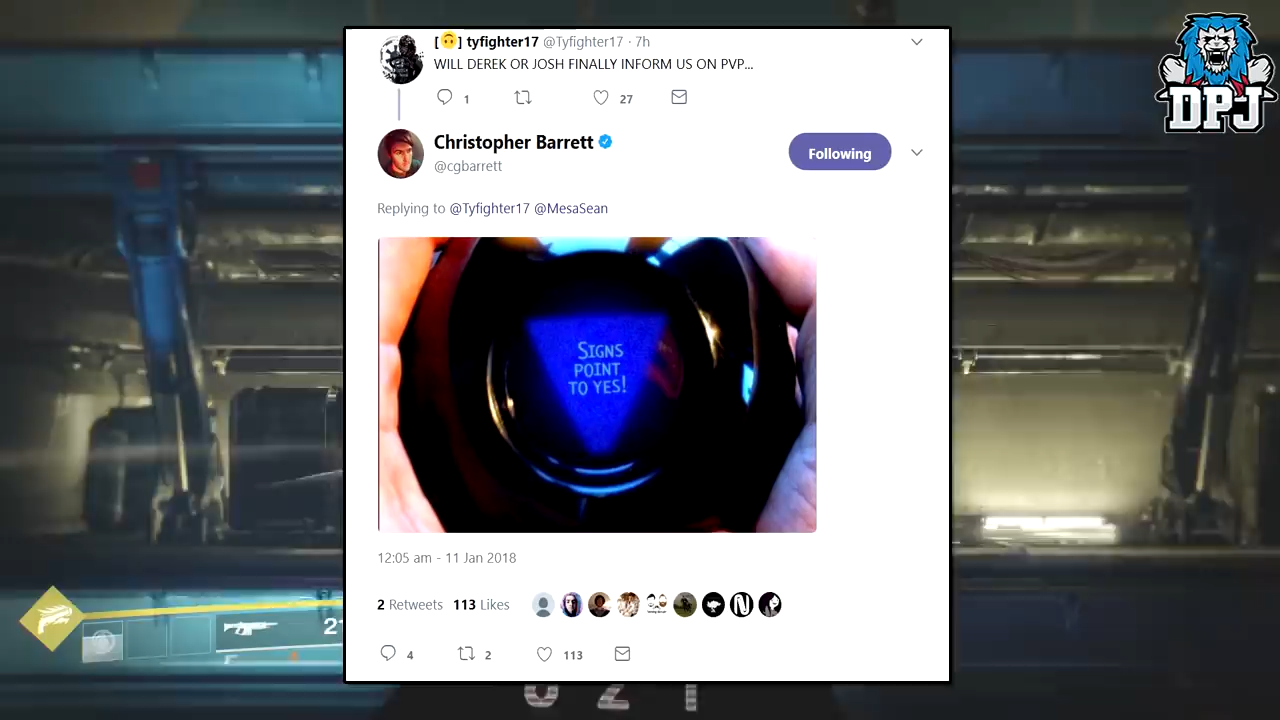 [🙃] tyfighter17 @Tyfighter17 · 7h
WILL DEREK OR JOSH FINALLY INFORM US ON PVP...
1 27
Christopher Barrett
@cgbarrett
Following
Replying to @Tyfighter17 @MesaSean
SIGNS
POINT
TO YES!
12:05 am - 11 Jan 2018
2 Retweets 113 Likes
4 2 113
DPJ